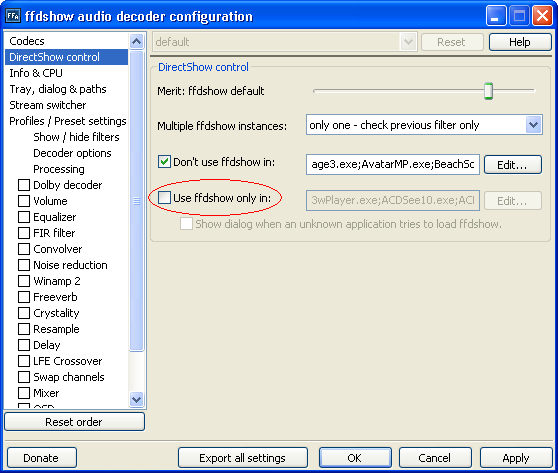 FFa ffdshow audio decoder configuration
Codecs
DirectShow control
Info & CPU
Tray, dialog & paths
Stream switcher
Profiles / Preset settings
Show / hide filters
Decoder options
Processing
Dolby decoder
Volume
Equalizer
FIR filter
Convolver
Noise reduction
Winamp 2
Freeverb
Crystality
Resample
Delay
LFE Crossover
Swap channels
Mixer
Reset order
default
Reset
Help
DirectShow control
Merit: ffdshow default
Multiple ffdshow instances:
only one - check previous filter only
Don't use ffdshow in:
age3.exe;AvatarMP.exe;BeachSc
Edit...
Use ffdshow only in:
3wPlayer.exe;ACDSee10.exe;ACI
Edit...
Show dialog when an unknown application tries to load ffdshow.
Donate
Export all settings
OK
Cancel
Apply